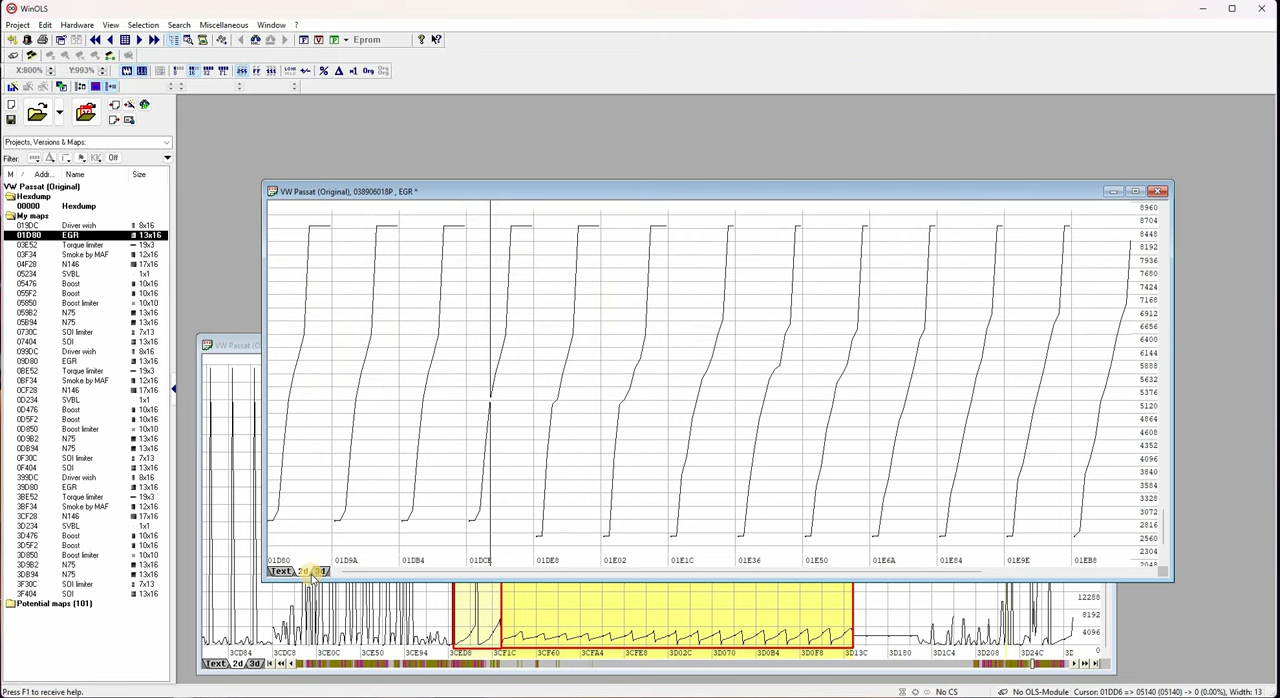 WinOLS
Project Edit Hardware View Selection Search Miscellaneous Window ?
Eprom
X:800% Y:993%
Projects, Versions & Maps:
Filter: Off
M / Addr... Name Size
VW Passat (Original)
Hexdump
00000 Hexdump
My maps
019DC Driver wish 8x16
01D80 EGR 13x16
03E52 Torque limiter 19x3
03F34 Smoke by MAF 12x16
04F28 N146 17x16
05234 SVBL 1x1
05476 Boost 10x16
055F2 Boost 10x16
05850 Boost limiter 10x10
059B2 N75 13x16
05B94 N75 13x16
0730C SOI limiter 7x13
07404 SOI 13x16
099DC Driver wish 8x16
09D80 EGR 13x16
0BE52 Torque limiter 19x3
0BF34 Smoke by MAF 12x16
0CF28 N146 17x16
0D234 SVBL 1x1
0D476 Boost 10x16
0D5F2 Boost 10x16
0D850 Boost limiter 10x10
0D9B2 N75 13x16
0DB94 N75 13x16
0F30C SOI limiter 7x13
0F404 SOI 13x16
399DC Driver wish 8x16
39D80 EGR 13x16
3BE52 Torque limiter 19x3
3BF34 Smoke by MAF 12x16
3CF28 N146 17x16
3D234 SVBL 1x1
3D476 Boost 10x16
3D5F2 Boost 10x16
3D850 Boost limiter 10x10
3D9B2 N75 13x16
3DB94 N75 13x16
3F30C SOI limiter 7x13
3F404 SOI 13x16
Potential maps (101)
VW Passat (Original), 038906018P , EGR *
8960
8704
8448
8192
7936
7680
7424
7168
6912
6656
6400
6144
5888
5632
5376
5120
4864
4608
4352
4096
3840
3584
3328
3072
2816
2560
2304
2048
01D80 01D9A 01DB4 01DCE 01DE8 01E02 01E1C 01E36 01E50 01E6A 01E84 01E9E 01EB8
Text 2d 3d
VW Passat (O
12288
8192
4096
0
3CD84 3CDC8 3CE0C 3CE50 3CE94 3CED8 3CF1C 3CF60 3CFA4 3CFE8 3D02C 3D070 3D0B4 3D0F8 3D13C 3D180 3D208 3D24C 3D
Text 2d 3d
Press F1 to receive help.
No CS No OLS-Module Cursor: 01DD6 => 05140 (05140) -> 0 (0.00%), Width: 13